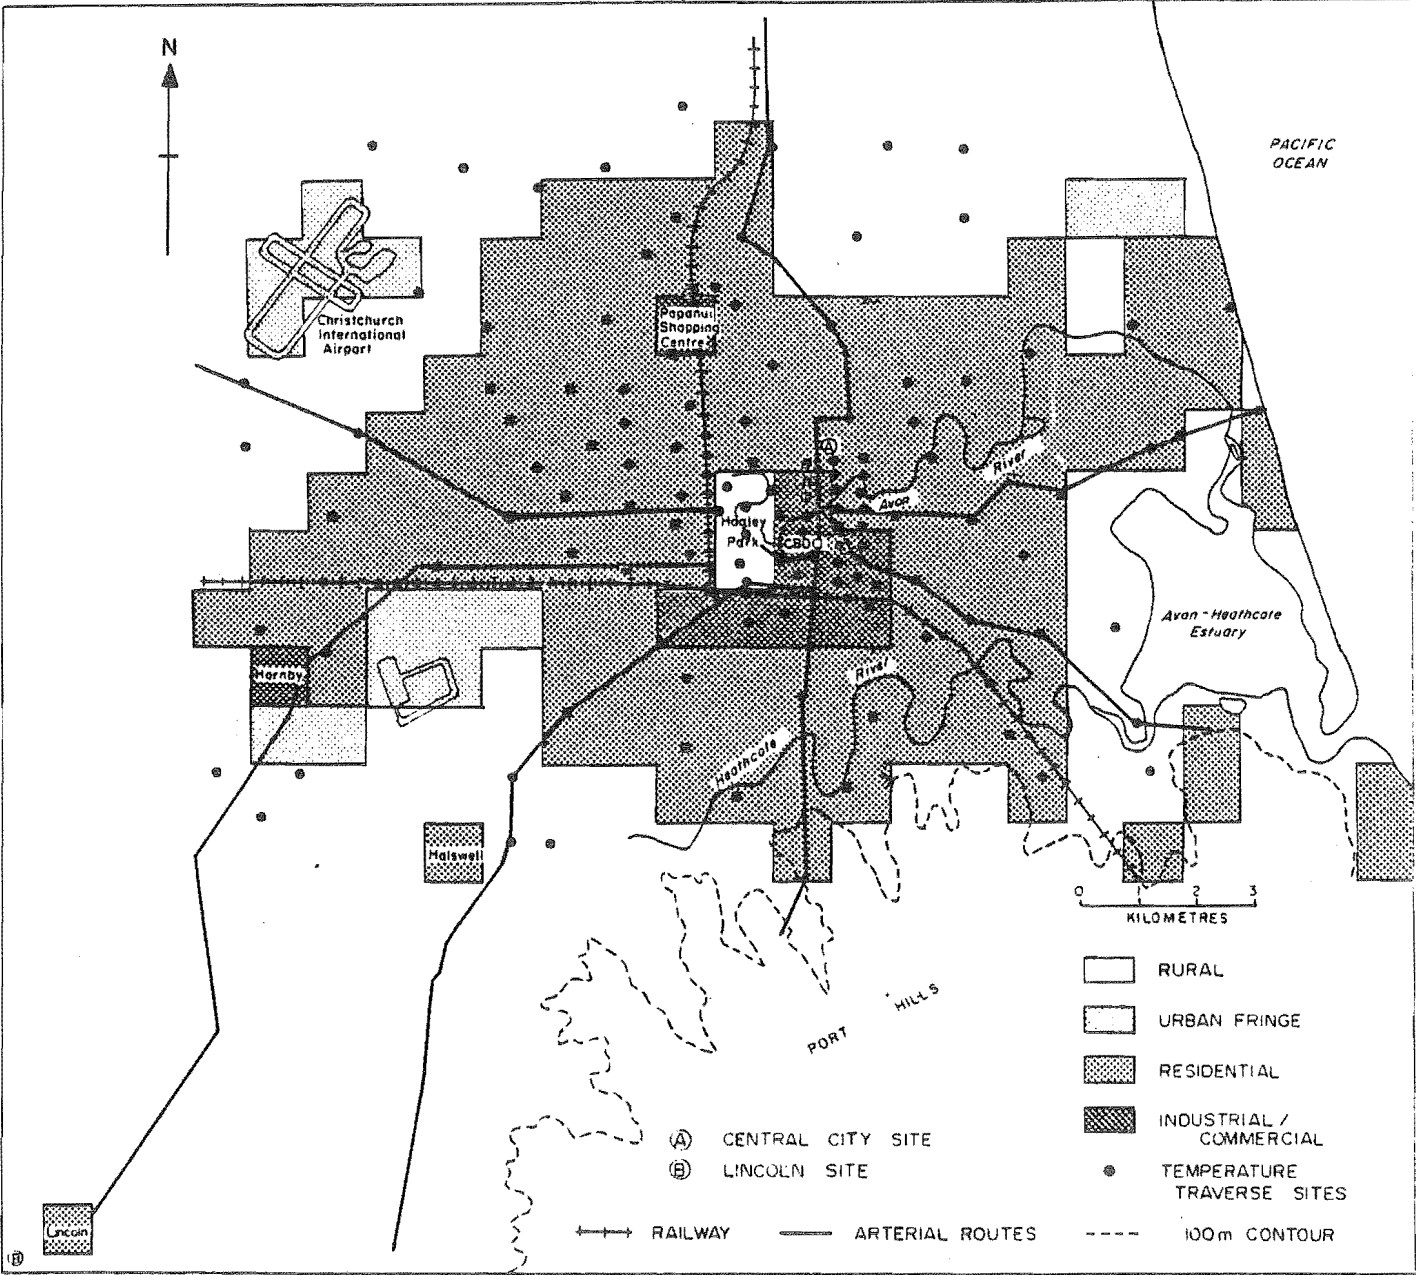 N
PACIFIC
OCEAN
Christchurch
International
Airport
Papanui
Shopping
Centre
A
River
Avon
Hagley
Park
CBD
Avon-Heathcote
Estuary
Hornby
River
Heathcote
Halswell
0 1 2 3
KILOMETRES
PORT HILLS
RURAL
URBAN FRINGE
RESIDENTIAL
INDUSTRIAL /
COMMERCIAL
A CENTRAL CITY SITE
B LINCOLN SITE
TEMPERATURE
TRAVERSE SITES
RAILWAY
ARTERIAL ROUTES
100m CONTOUR
Lincoln
B